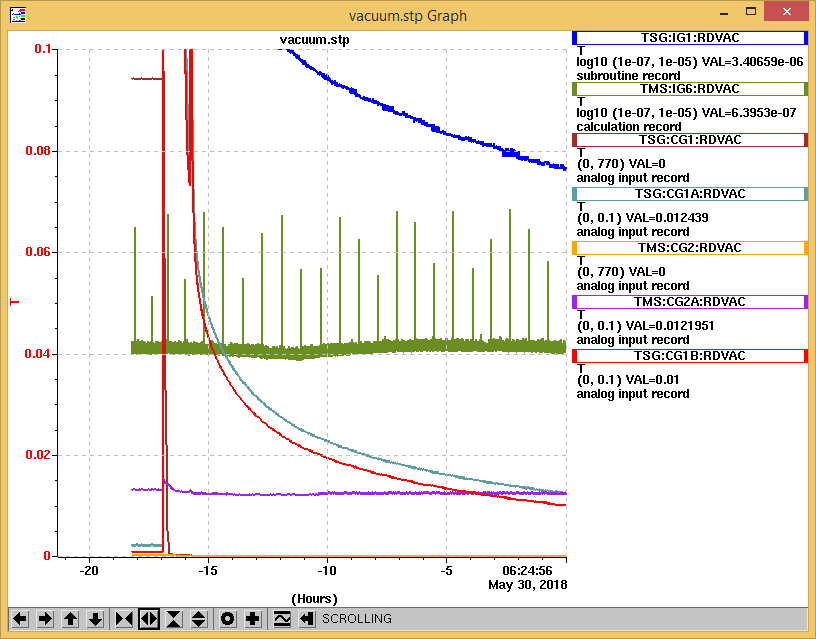 vacuum.stp Graph
vacuum.stp
0.1
0.08
0.06
T
0.04
0.02
0
-20
-15
-10
-5
06:24:56
May 30, 2018
(Hours)
TSG:IG1:RDVAC
T
log10 (1e-07, 1e-05) VAL=3.40659e-06
subroutine record
TMS:IG6:RDVAC
T
log10 (1e-07, 1e-05) VAL=6.3953e-07
calculation record
TSG:CG1:RDVAC
T
(0, 770) VAL=0
analog input record
TSG:CG1A:RDVAC
T
(0, 0.1) VAL=0.012439
analog input record
TMS:CG2:RDVAC
T
(0, 770) VAL=0
analog input record
TMS:CG2A:RDVAC
T
(0, 0.1) VAL=0.0121951
analog input record
TSG:CG1B:RDVAC
T
(0, 0.1) VAL=0.01
analog input record
SCROLLING